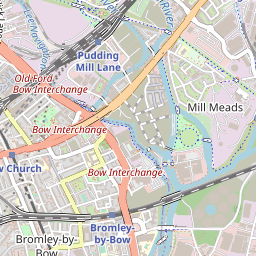 Pudding
Mill Lane
Old Ford
Bow Interchange
Mill Meads
Bow Interchange
Church
Bow Interchange
Bromley-
by-Bow
Bromley-by-
Bow